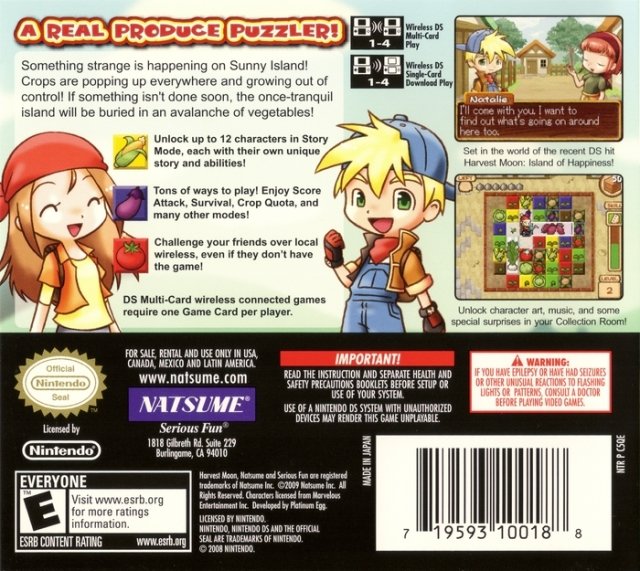 A REAL PRODUCE PUZZLER!
Something strange is happening on Sunny Island!
Crops are popping up everywhere and growing out of
control! If something isn't done soon, the once-tranquil
island will be buried in an avalanche of vegetables!
Unlock up to 12 characters in Story
Mode, each with their own unique
story and abilities!
Tons of ways to play! Enjoy Score
Attack, Survival, Crop Quota, and
many other modes!
Challenge your friends over local
wireless, even if they don't have
the game!
DS Multi-Card wireless connected games
require one Game Card per player.
1-4
Wireless DS
Multi-Card
Play
1-4
Wireless DS
Single-Card
Download Play
Natalie
I'll come with you. I want to
find out what's going on around
here too.
Set in the world of the recent DS hit
Harvest Moon: Island of Happiness!
LEFT
50
SKILL
LEVEL
2
Unlock character art, music, and some
special surprises in your Collection Room!
Official
Nintendo
Seal
TM
Licensed by
Nintendo®
FOR SALE, RENTAL AND USE ONLY IN USA,
CANADA, MEXICO AND LATIN AMERICA.
www.natsume.com
NATSUME®
Serious Fun®
1818 Gilbreth Rd. Suite 229
Burlingame, CA 94010
IMPORTANT!
READ THE INSTRUCTION AND SEPARATE HEALTH AND
SAFETY PRECAUTIONS BOOKLETS BEFORE SETUP OR
USE OF YOUR SYSTEM.
USE OF A NINTENDO DS SYSTEM WITH UNAUTHORIZED
DEVICES MAY RENDER THIS GAME UNPLAYABLE.
WARNING:
IF YOU HAVE EPILEPSY OR HAVE HAD SEIZURES
OR OTHER UNUSUAL REACTIONS TO FLASHING
LIGHTS OR PATTERNS, CONSULT A DOCTOR
BEFORE PLAYING VIDEO GAMES.
EVERYONE
TM
E
Visit www.esrb.org
for more ratings
information.
ESRB CONTENT RATING www.esrb.org
Harvest Moon, Natsume and Serious Fun are registered
trademarks of Natsume Inc. ©2009 Natsume Inc. All
Rights Reserved. Characters licensed from Marvelous
Entertainment Inc. Developed by Platinum Egg.
LICENSED BY NINTENDO.
NINTENDO, NINTENDO DS AND THE OFFICIAL
SEAL ARE TRADEMARKS OF NINTENDO.
© 2008 NINTENDO.
MADE IN JAPAN
7 19593 10018 8
NTR P C5QE